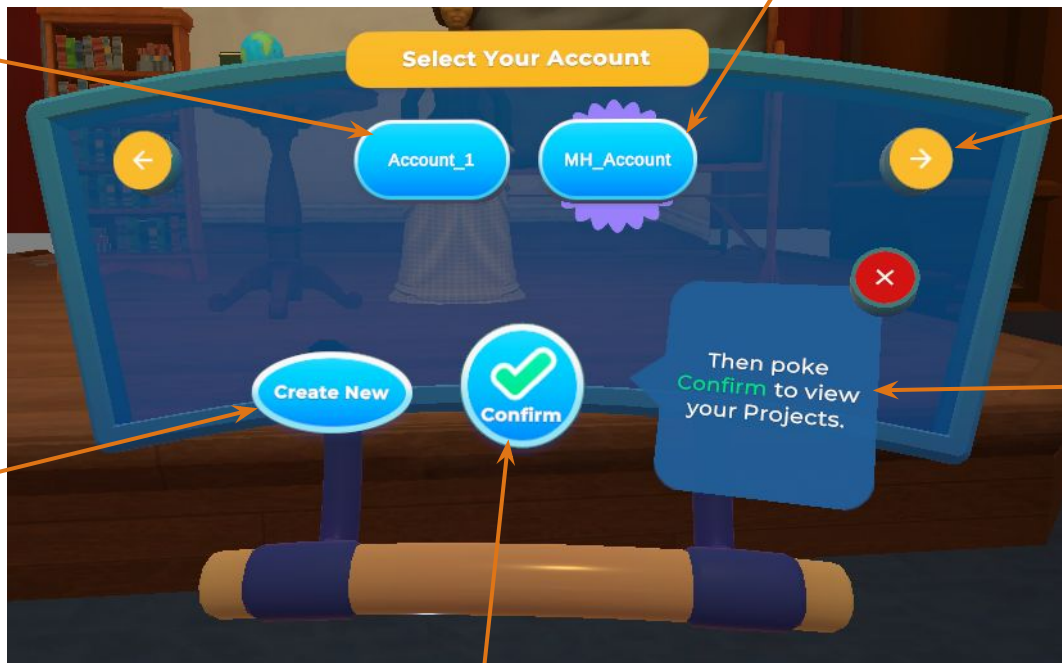 Select Your Account
Account_1
MH_Account
Create New
Confirm
Then poke
Confirm to view
your Projects.